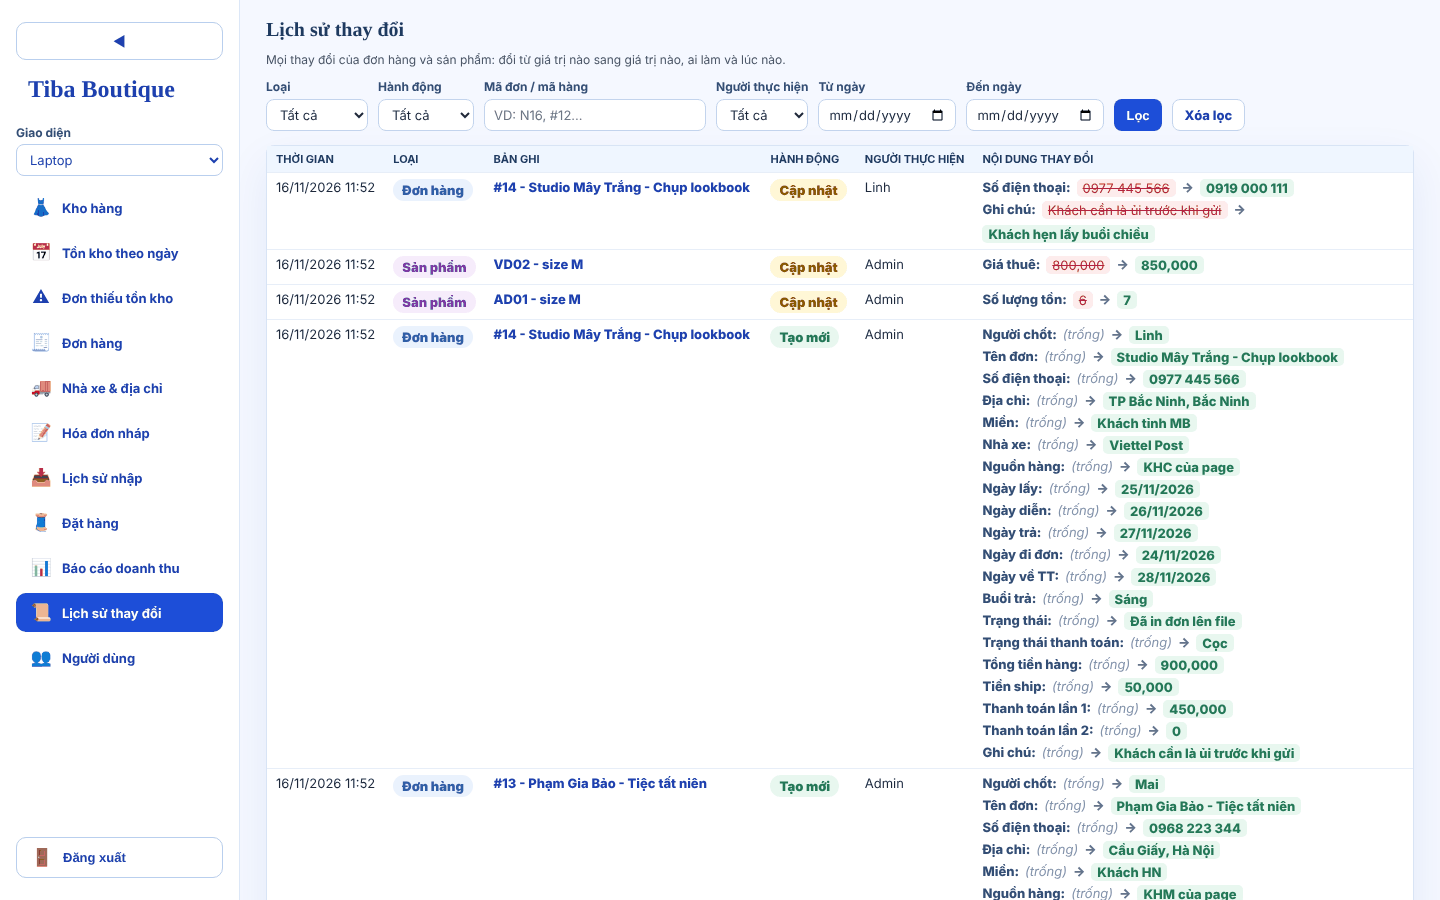 Tiba Boutique
Giao diện
Laptop
Kho hàng
Tồn kho theo ngày
Đơn thiếu tồn kho
Đơn hàng
Nhà xe & địa chỉ
Hóa đơn nháp
Lịch sử nhập
Đặt hàng
Báo cáo doanh thu
Lịch sử thay đổi
Người dùng
Đăng xuất
Lịch sử thay đổi
Mọi thay đổi của đơn hàng và sản phẩm: đổi từ giá trị nào sang giá trị nào, ai làm và lúc nào.
Loại Hành động Mã đơn / mã hàng Người thực hiện Từ ngày Đến ngày
Tất cả Tất cả VD: N16, #12... Tất cả mm/dd/yyyy mm/dd/yyyy Lọc Xóa lọc
THỜI GIAN LOẠI BẢN GHI HÀNH ĐỘNG NGƯỜI THỰC HIỆN NỘI DUNG THAY ĐỔI
16/11/2026 11:52 Đơn hàng #14 - Studio Mây Trắng - Chụp lookbook Cập nhật Linh Số điện thoại: 0977 445 566 → 0919 000 111
Ghi chú: Khách cần là ủi trước khi gửi →
Khách hẹn lấy buổi chiều
16/11/2026 11:52 Sản phẩm VD02 - size M Cập nhật Admin Giá thuê: 800,000 → 850,000
16/11/2026 11:52 Sản phẩm AD01 - size M Cập nhật Admin Số lượng tồn: 6 → 7
16/11/2026 11:52 Đơn hàng #14 - Studio Mây Trắng - Chụp lookbook Tạo mới Admin Người chốt: (trống) → Linh
Tên đơn: (trống) → Studio Mây Trắng - Chụp lookbook
Số điện thoại: (trống) → 0977 445 566
Địa chỉ: (trống) → TP Bắc Ninh, Bắc Ninh
Miền: (trống) → Khách tỉnh MB
Nhà xe: (trống) → Viettel Post
Nguồn hàng: (trống) → KHC của page
Ngày lấy: (trống) → 25/11/2026
Ngày diễn: (trống) → 26/11/2026
Ngày trả: (trống) → 27/11/2026
Ngày đi đơn: (trống) → 24/11/2026
Ngày về TT: (trống) → 28/11/2026
Buổi trả: (trống) → Sáng
Trạng thái: (trống) → Đã in đơn lên file
Trạng thái thanh toán: (trống) → Cọc
Tổng tiền hàng: (trống) → 900,000
Tiền ship: (trống) → 50,000
Thanh toán lần 1: (trống) → 450,000
Thanh toán lần 2: (trống) → 0
Ghi chú: (trống) → Khách cần là ủi trước khi gửi
16/11/2026 11:52 Đơn hàng #13 - Phạm Gia Bảo - Tiệc tất niên Tạo mới Admin Người chốt: (trống) → Mai
Tên đơn: (trống) → Phạm Gia Bảo - Tiệc tất niên
Số điện thoại: (trống) → 0968 223 344
Địa chỉ: (trống) → Cầu Giấy, Hà Nội
Miền: (trống) → Khách HN
Nguồn hàng: (trống) → KHM của page